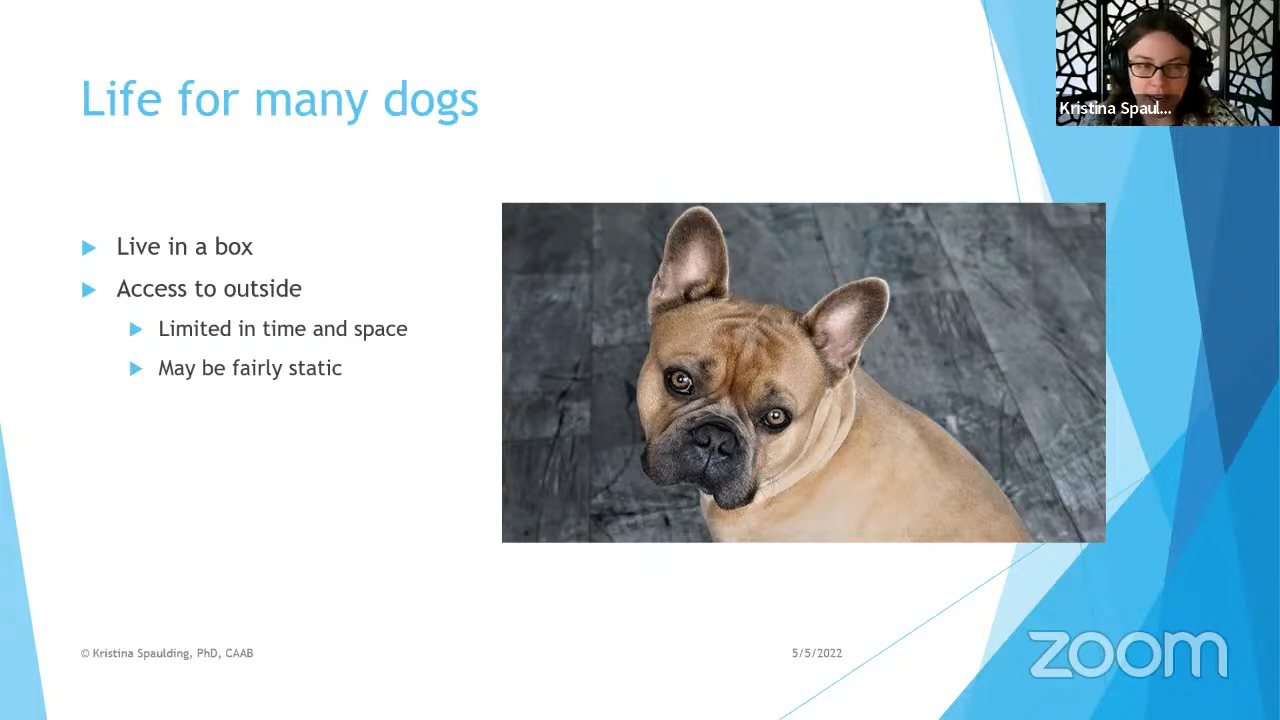 Life for many dogs
Kristina Spaul...
Live in a box
Access to outside
Limited in time and space
May be fairly static
© Kristina Spaulding, PhD, CAAB
5/5/2022
zoom